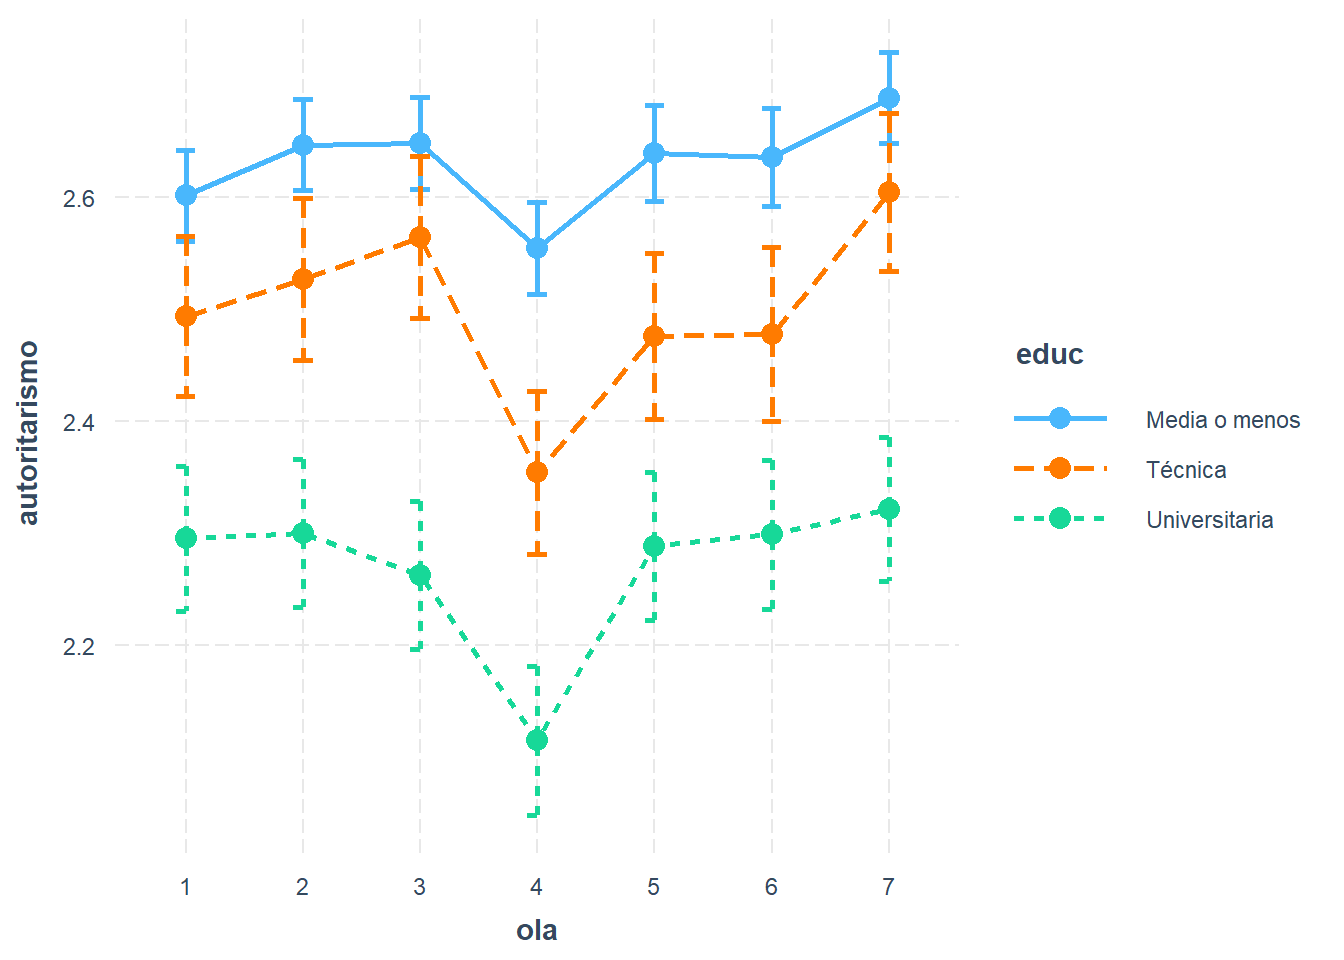 autoritarismo
2.6
2.4
2.2
1 2 3 4 5 6 7
ola
educ
Media o menos
Técnica
Universitaria